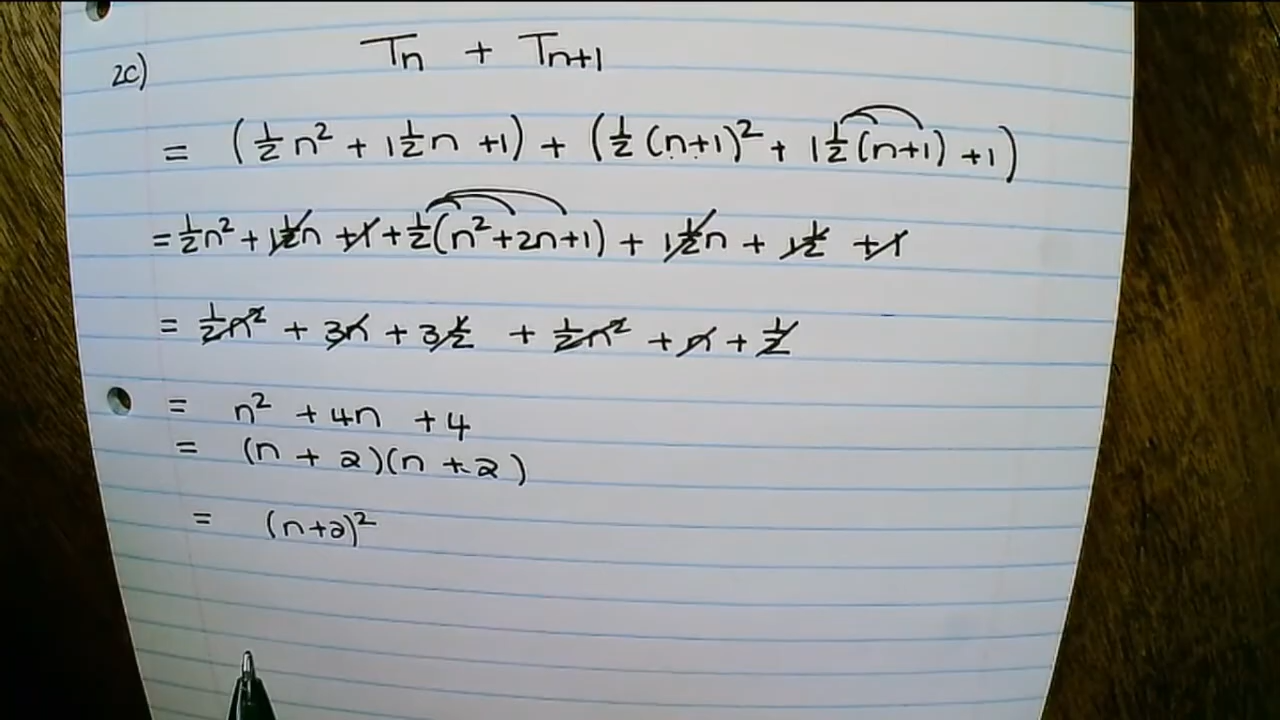 2c) Tn + Tn+1
= (½n² + 1½n + 1) + (½(n+1)² + 1½(n+1) + 1)
= ½n² + 1½n + 1 + ½(n² + 2n + 1) + 1½n + 1½ + 1
= ½n² + 3n + 3½ + ½n² + n + ½
= n² + 4n + 4
= (n + 2)(n + 2)
= (n+2)²